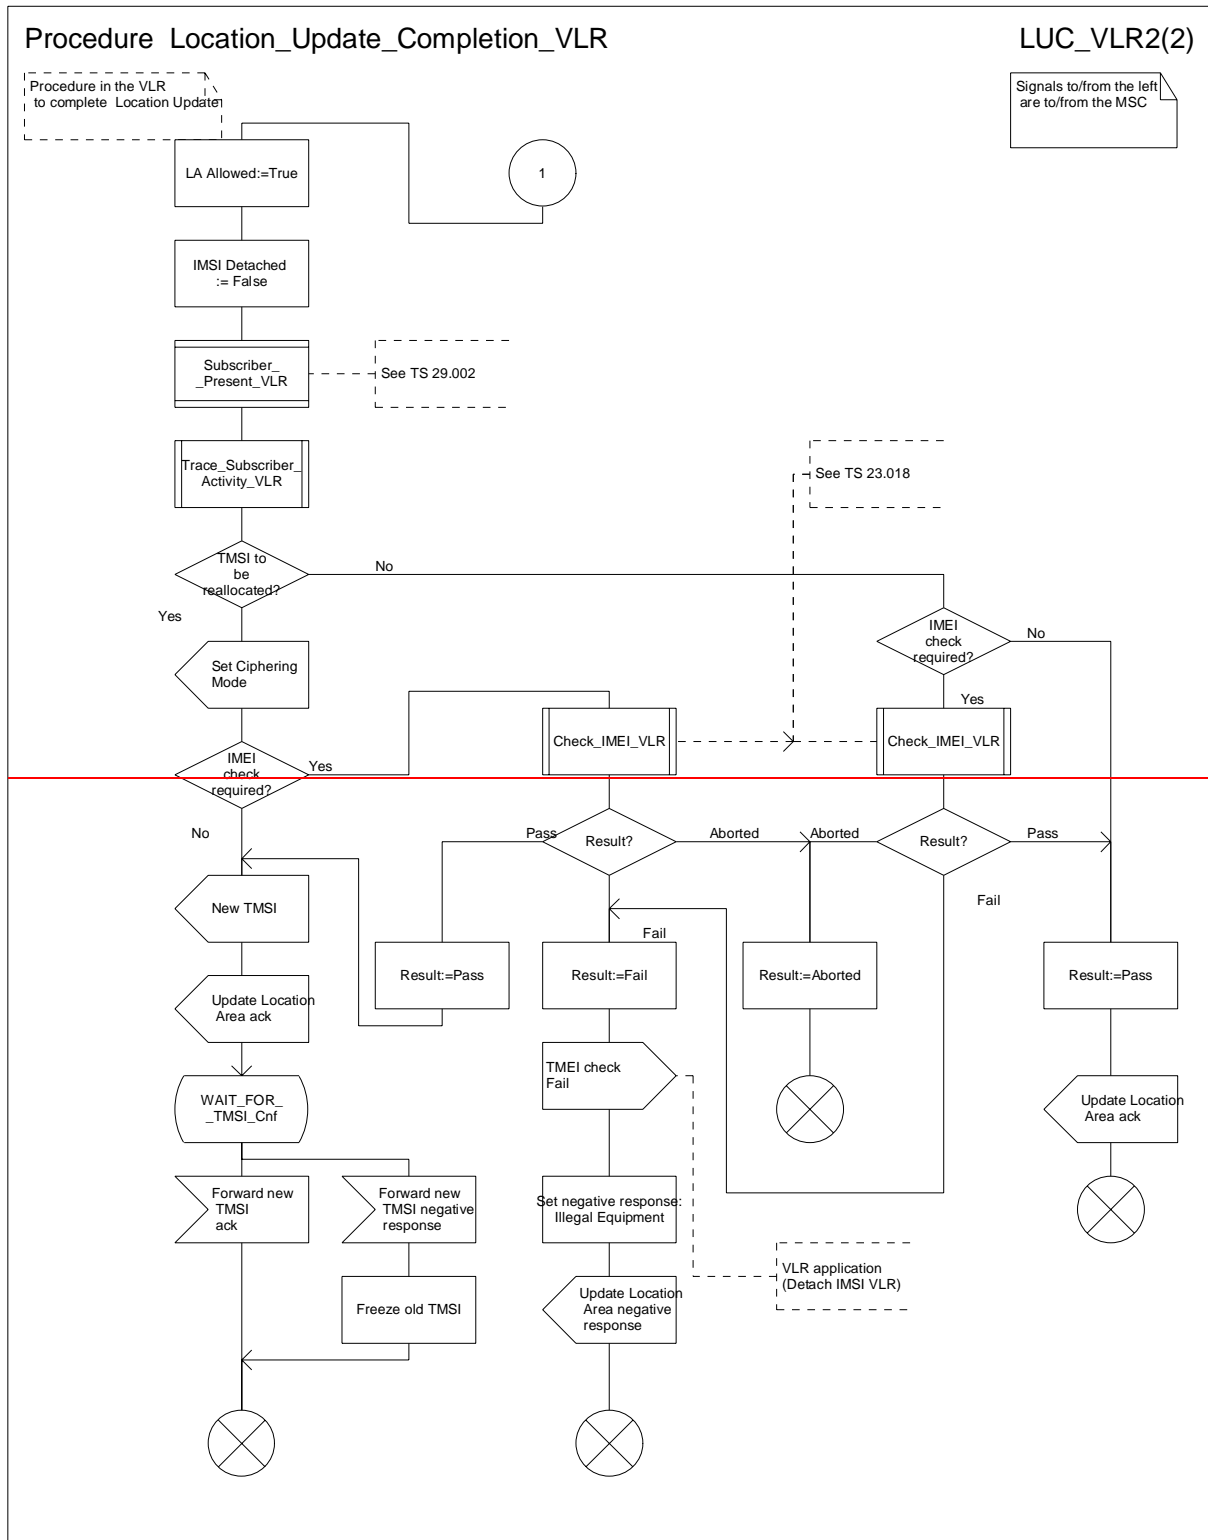 Procedure Location_Update_Completion_VLR
LUC_VLR2(2)
Procedure in the VLR
to complete Location Update
Signals to/from the left
are to/from the MSC
LA Allowed:=True
1
IMSI Detached
:= False
Subscriber_
_Present_VLR
See TS 29.002
Trace_Subscriber_
Activity_VLR
See TS 23.018
TMSI to
be
reallocated?
No
Yes
IMEI
check
required?
No
Set Ciphering
Mode
Yes
Check_IMEI_VLR
Check_IMEI_VLR
IMEI
check
required?
Yes
No
Pass
Result?
Aborted
Aborted
Result?
Pass
Fail
New TMSI
Fail
Result:=Pass
Result:=Fail
Result:=Aborted
Result:=Pass
Update Location
Area ack
TMEI check
Fail
WAIT_FOR_
_TMSI_Cnf
Update Location
Area ack
Forward new
TMSI
ack
Forward new
TMSI negative
response
Set negative response:
Illegal Equipment
VLR application
(Detach IMSI VLR)
Freeze old TMSI
Update Location
Area negative
response